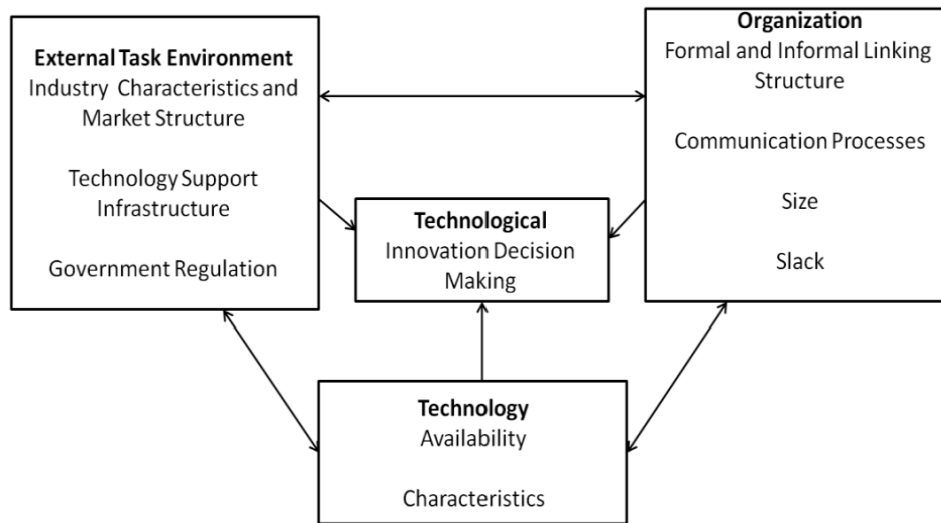 External Task Environment
Industry Characteristics and
Market Structure
Technology Support
Infrastructure
Government Regulation
Organization
Formal and Informal Linking
Structure
Communication Processes
Size
Slack
Technological
Innovation Decision
Making
Technology
Availability
Characteristics